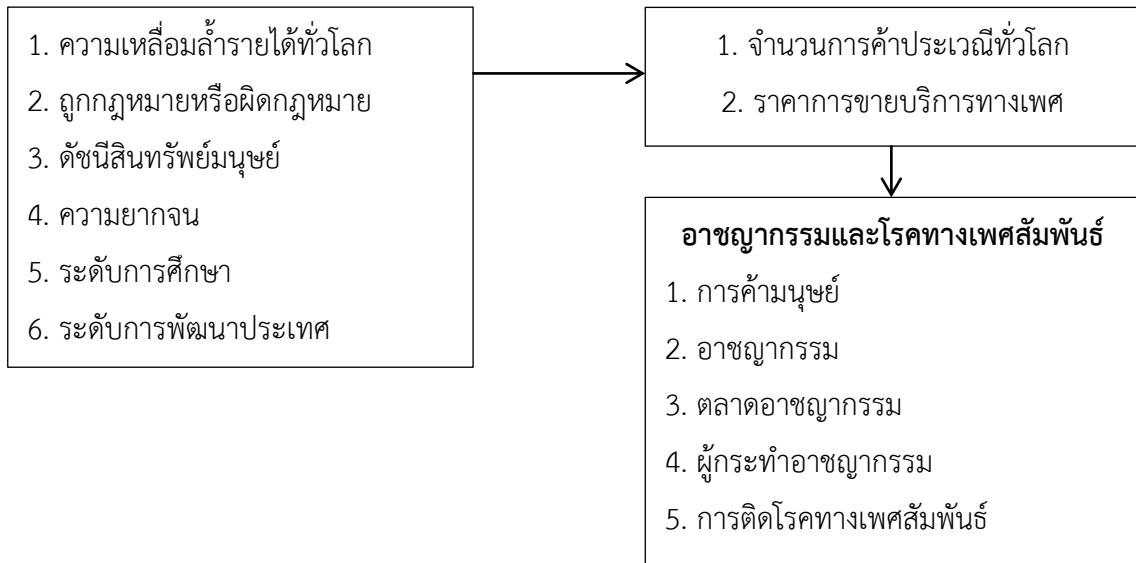 1. ความเหลื่อมล้ำรายได้ทั่วโลก
2. ถูกกฎหมายหรือผิดกฎหมาย
3. ดัชนีสินทรัพย์มนุษย์
4. ความยากจน
5. ระดับการศึกษา
6. ระดับการพัฒนาประเทศ
1. จำนวนการค้าประเวณีทั่วโลก
2. ราคาการขายบริการทางเพศ
อาชญากรรมและโรคทางเพศสัมพันธ์
1. การค้ามนุษย์
2. อาชญากรรม
3. ตลาดอาชญากรรม
4. ผู้กระทำอาชญากรรม
5. การติดโรคทางเพศสัมพันธ์